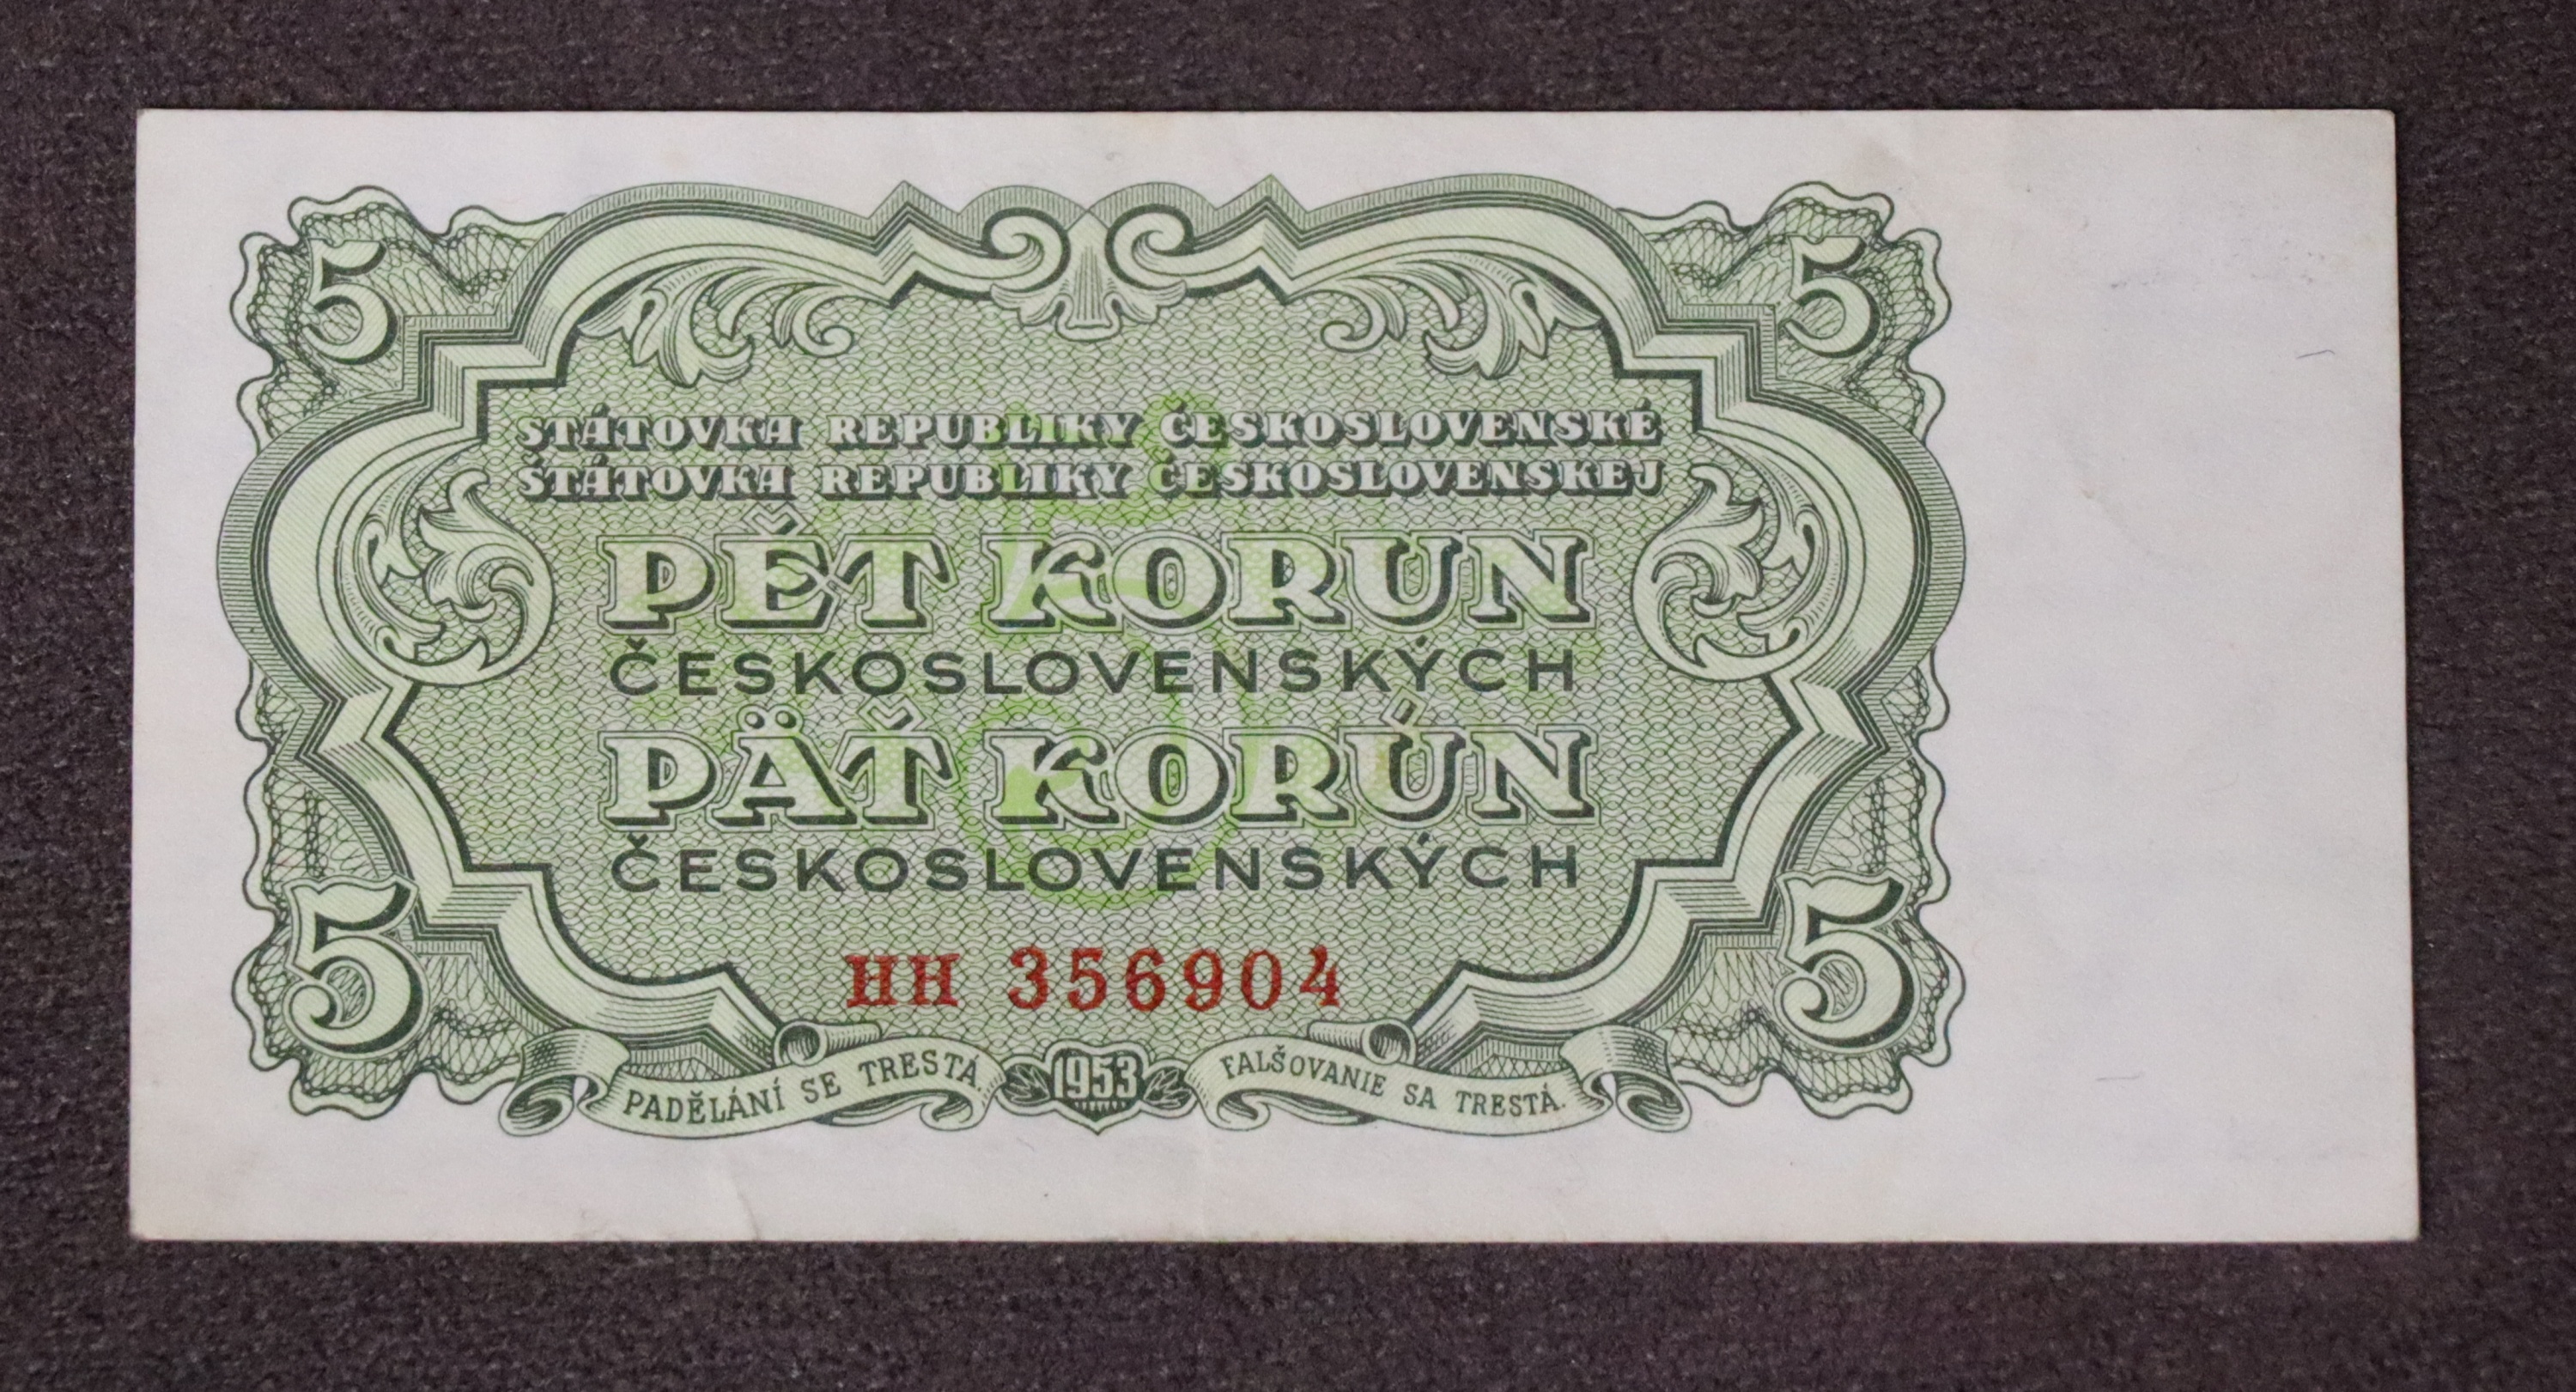 5 5
STÁTOVKA REPUBLIKY ČESKOSLOVENSKÉ
ŠTÁTOVKA REPUBLIKY ČESKOSLOVENSKEJ
PĚT KORUN
ČESKOSLOVENSKÝCH
PÄŤ KORÚN
ČESKOSLOVENSKÝCH
5 5
HH 356904
PADĚLÁNÍ SE TRESTÁ. 1953 FALŠOVANIE SA TRESTÁ.